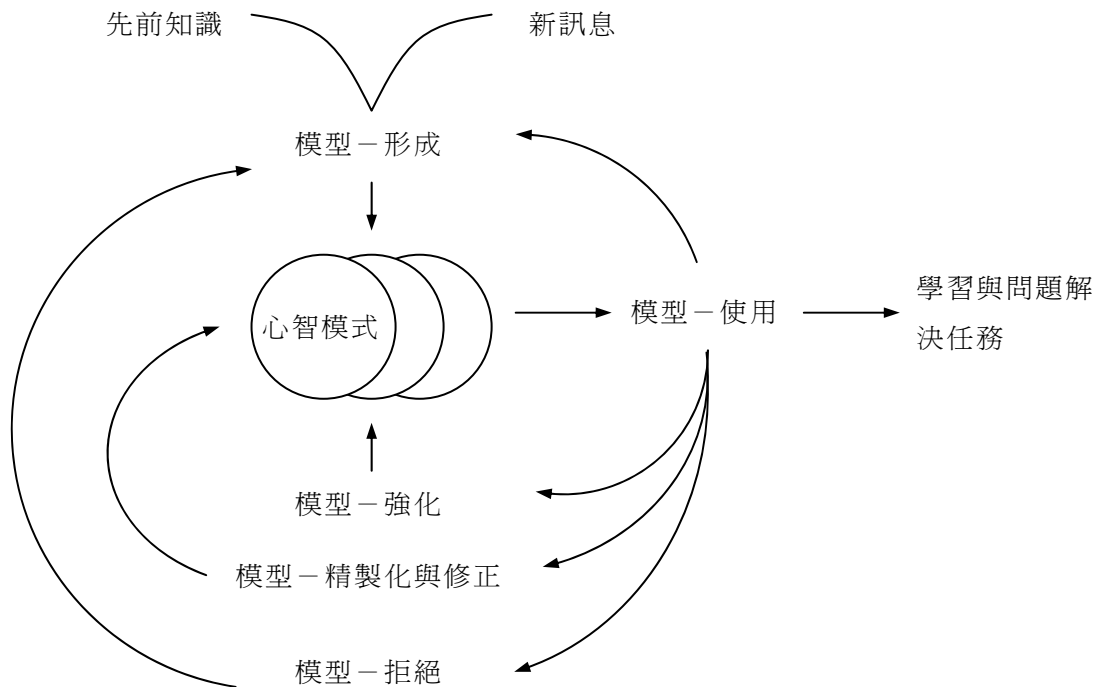 先前知識
新訊息
模型－形成
心智模式
模型－使用
學習與問題解
決任務
模型－強化
模型－精製化與修正
模型－拒絕